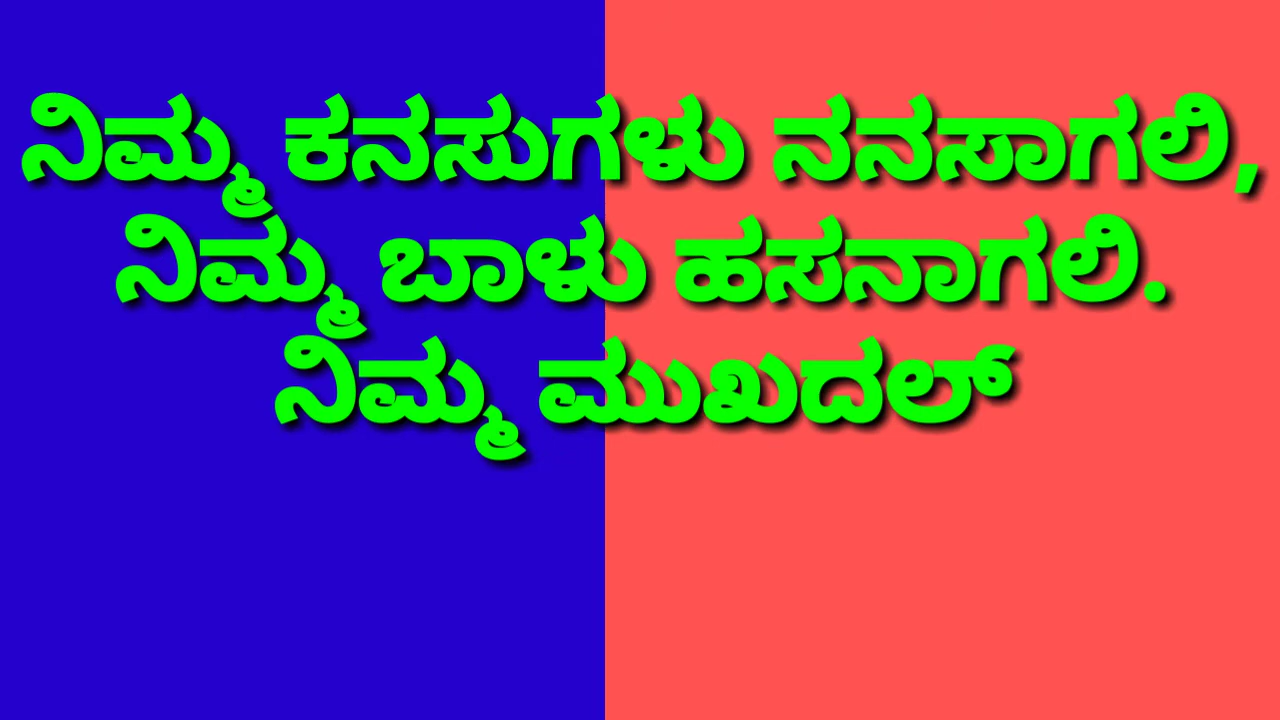 ನಿಮ್ಮ ಕನಸುಗಳು ನನಸಾಗಲಿ,
ನಿಮ್ಮ ಬಾಳು ಹಸನಾಗಲಿ.
ನಿಮ್ಮ ಮುಖದಲ್